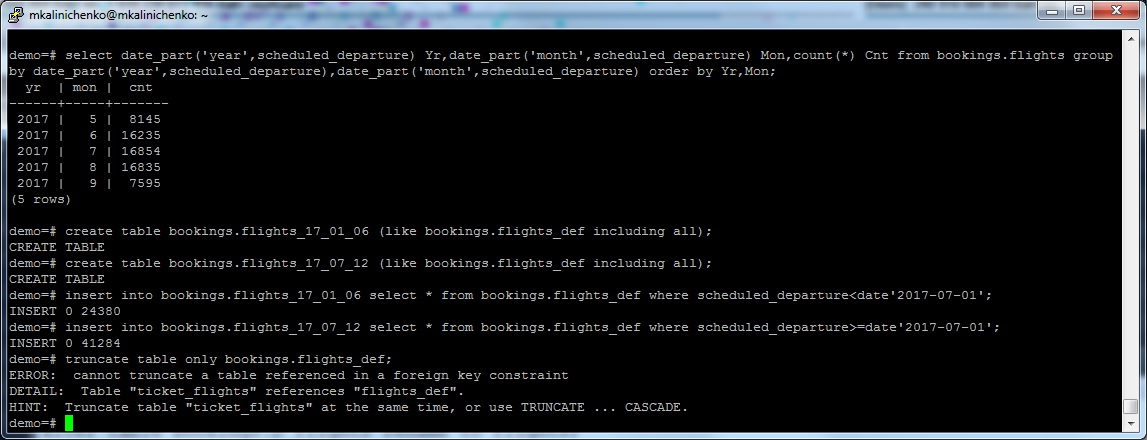 mkalinichenko@mkalinichenko: ~
demo=# select date_part('year',scheduled_departure) Yr,date_part('month',scheduled_departure) Mon,count(*) Cnt from bookings.flights group
by date_part('year',scheduled_departure),date_part('month',scheduled_departure) order by Yr,Mon;
  yr  | mon |  cnt
------+-----+-------
 2017 |   5 |  8145
 2017 |   6 | 16235
 2017 |   7 | 16854
 2017 |   8 | 16835
 2017 |   9 |  7595
(5 rows)
demo=# create table bookings.flights_17_01_06 (like bookings.flights_def including all);
CREATE TABLE
demo=# create table bookings.flights_17_07_12 (like bookings.flights_def including all);
CREATE TABLE
demo=# insert into bookings.flights_17_01_06 select * from bookings.flights_def where scheduled_departure<date'2017-07-01';
INSERT 0 24380
demo=# insert into bookings.flights_17_07_12 select * from bookings.flights_def where scheduled_departure>=date'2017-07-01';
INSERT 0 41284
demo=# truncate table only bookings.flights_def;
ERROR:  cannot truncate a table referenced in a foreign key constraint
DETAIL:  Table "ticket_flights" references "flights_def".
HINT:  Truncate table "ticket_flights" at the same time, or use TRUNCATE ... CASCADE.
demo=#